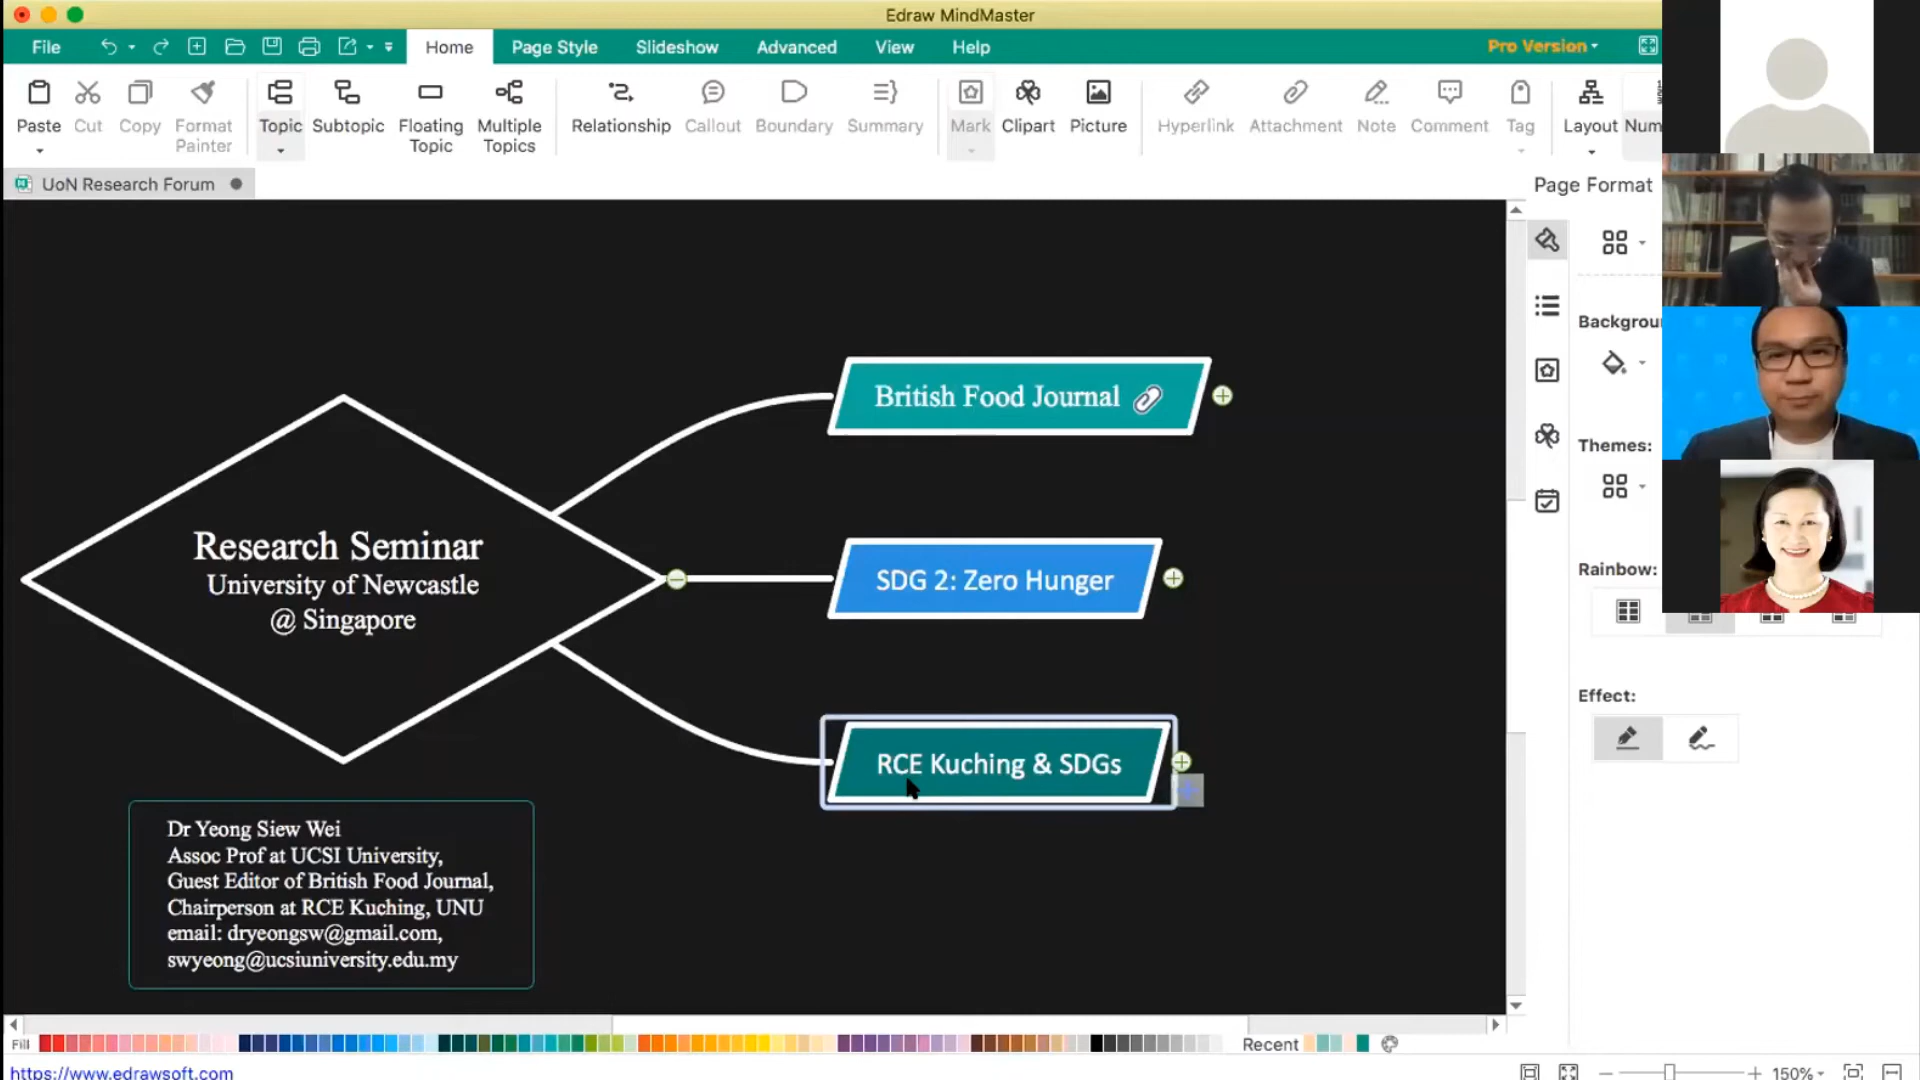 Edraw MindMaster
File
Home
Page Style
Slideshow
Advanced
View
Help
Pro Version
Paste
Cut
Copy
Format
Painter
Topic
Subtopic
Floating
Topic
Multiple
Topics
Relationship
Callout
Boundary
Summary
Mark
Clipart
Picture
Hyperlink
Attachment
Note
Comment
Tag
Layout
Num
UoN Research Forum
Page Format
Backgrou
Themes:
Rainbow:
Effect:
British Food Journal
Research Seminar
University of Newcastle
@ Singapore
SDG 2: Zero Hunger
RCE Kuching & SDGs
Dr Yeong Siew Wei
Assoc Prof at UCSI University,
Guest Editor of British Food Journal,
Chairperson at RCE Kuching, UNU
email: dryeongsw@gmail.com,
swyeong@ucsiuniversity.edu.my
Fill
Recent
https://www.edrawsoft.com
150%